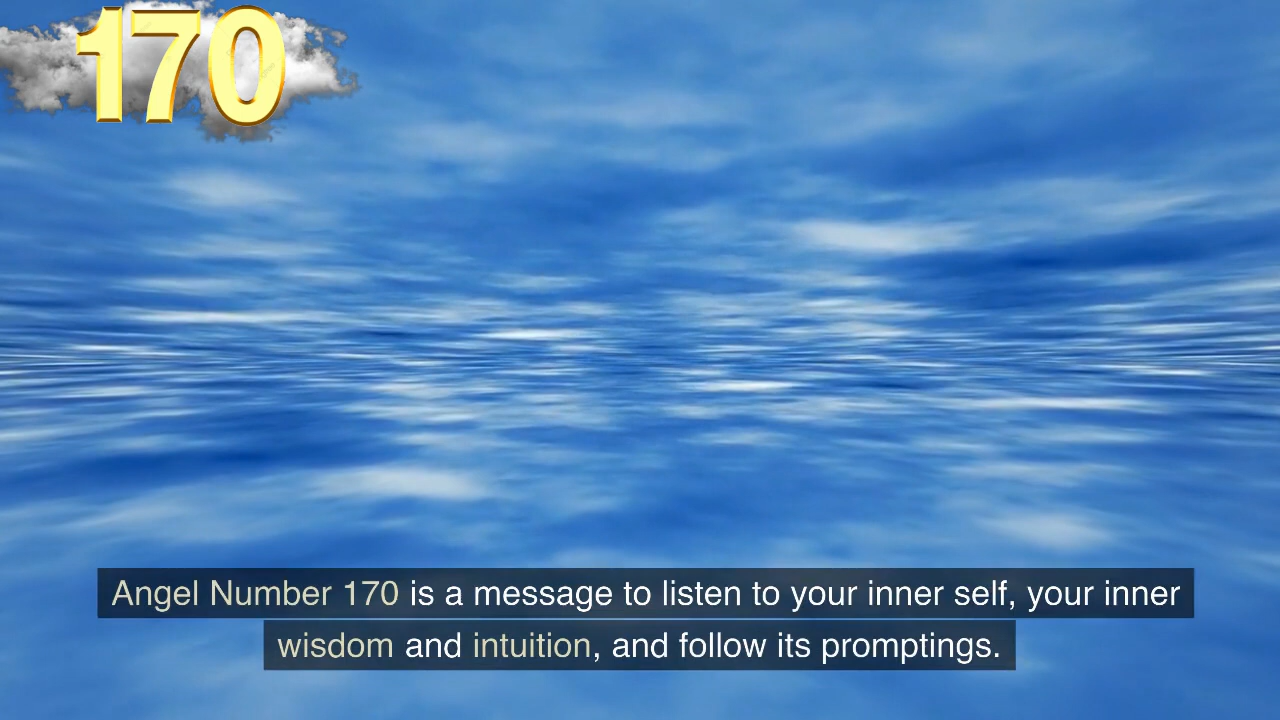 170
Angel Number 170 is a message to listen to your inner self, your inner
wisdom and intuition, and follow its promptings.